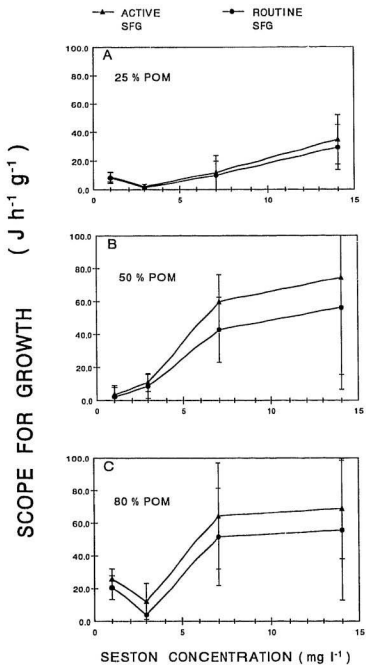 ACTIVE SFG
ROUTINE SFG
A
25 % POM
100.0
80.0
60.0
40.0
20.0
0.0
0 5 10 15
B
50 % POM
100.0
80.0
60.0
40.0
20.0
0.0
0 5 10 15
C
80 % POM
100.0
80.0
60.0
40.0
20.0
0.0
0 5 10 15
SCOPE FOR GROWTH ( J h-1 g-1 )
SESTON CONCENTRATION ( mg l-1 )